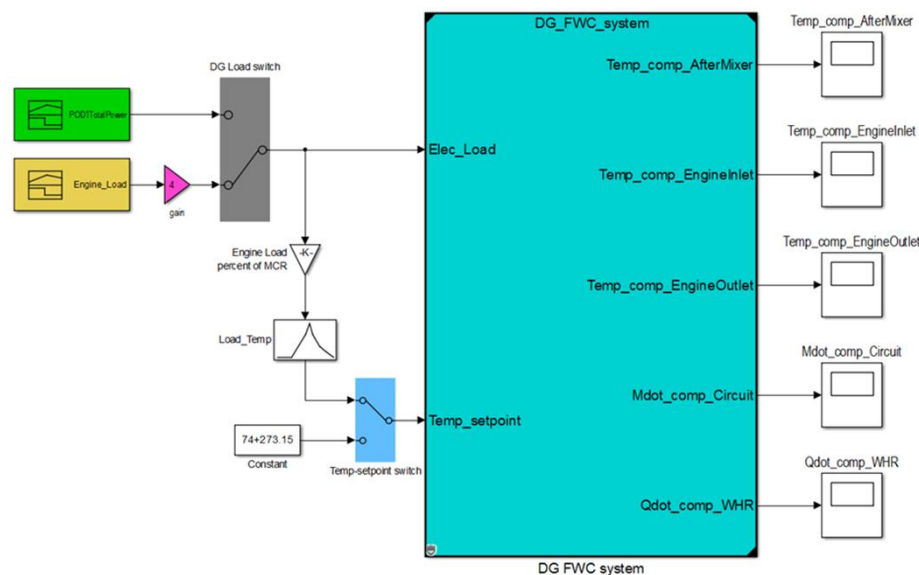 DG_FWC_system
Temp_comp_AfterMixer
Temp_comp_AfterMixer
DG Load switch
POD1TotalPower
Temp_comp_EngineInlet
Elec_Load
Temp_comp_EngineInlet
Engine_Load
4
gain
Temp_comp_EngineOutlet
Engine Load
percent of MCR
-K-
Temp_comp_EngineOutlet
Load_Temp
Mdot_comp_Circuit
Mdot_comp_Circuit
Temp_setpoint
74+273.15
Constant
Temp-setpoint switch
Qdot_comp_WHR
Qdot_comp_WHR
DG FWC system